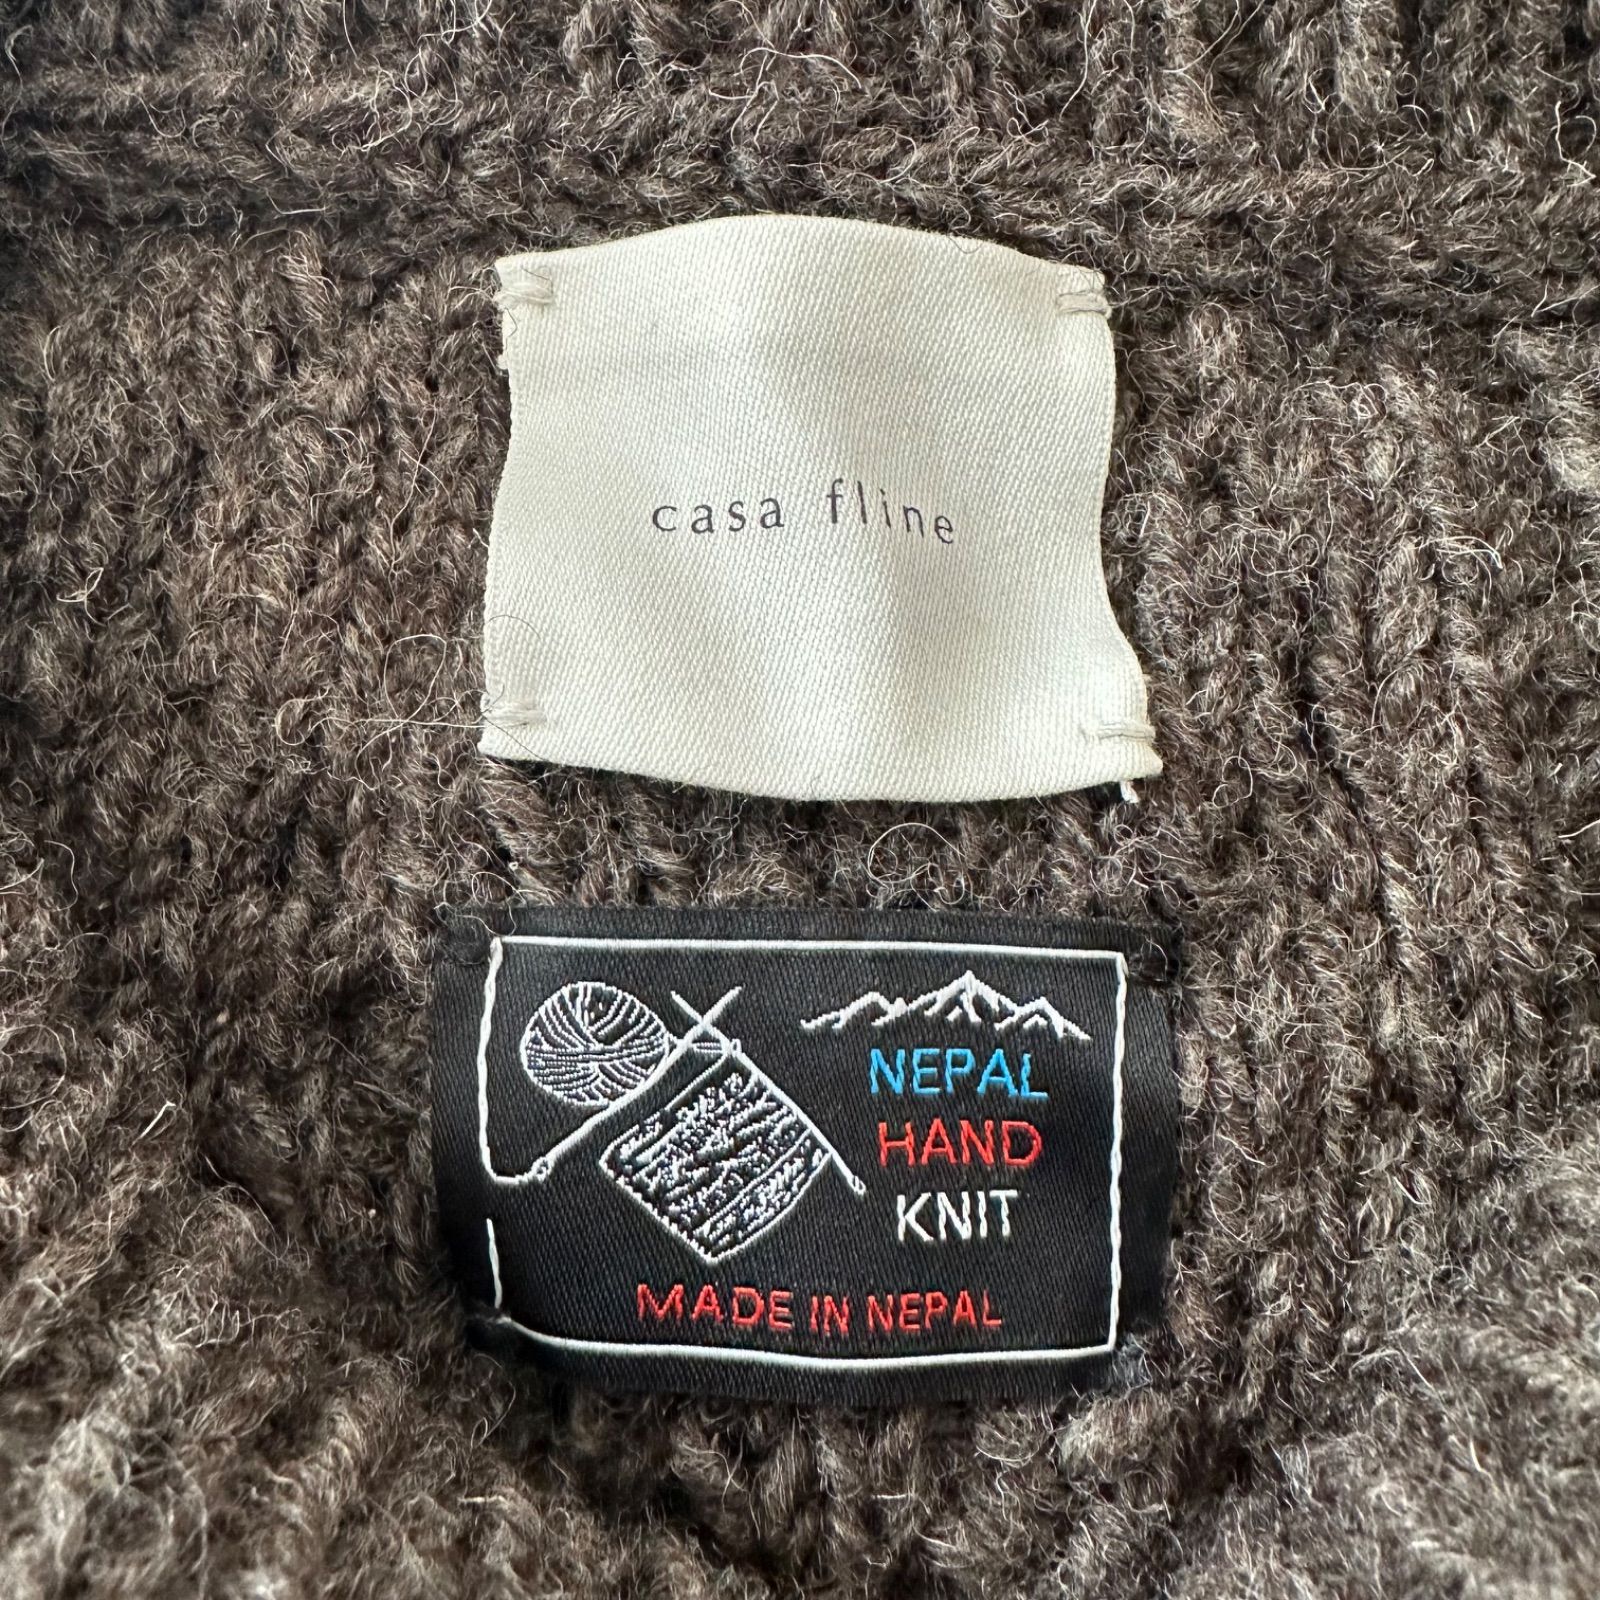 casa fline
NEPAL
HAND
KNIT
MADE IN NEPAL